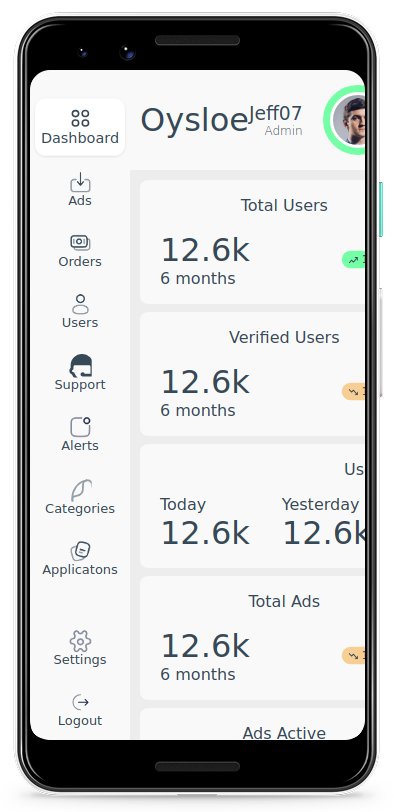 Dashboard
Ads
Orders
Users
Support
Alerts
Categories
Applicatons
Settings
Logout
Oysloe
Jeff07
Admin
Total Users
12.6k
6 months
Verified Users
12.6k
6 months
Us
Today
Yesterday
12.6k
12.6k
Total Ads
12.6k
6 months
Ads Active